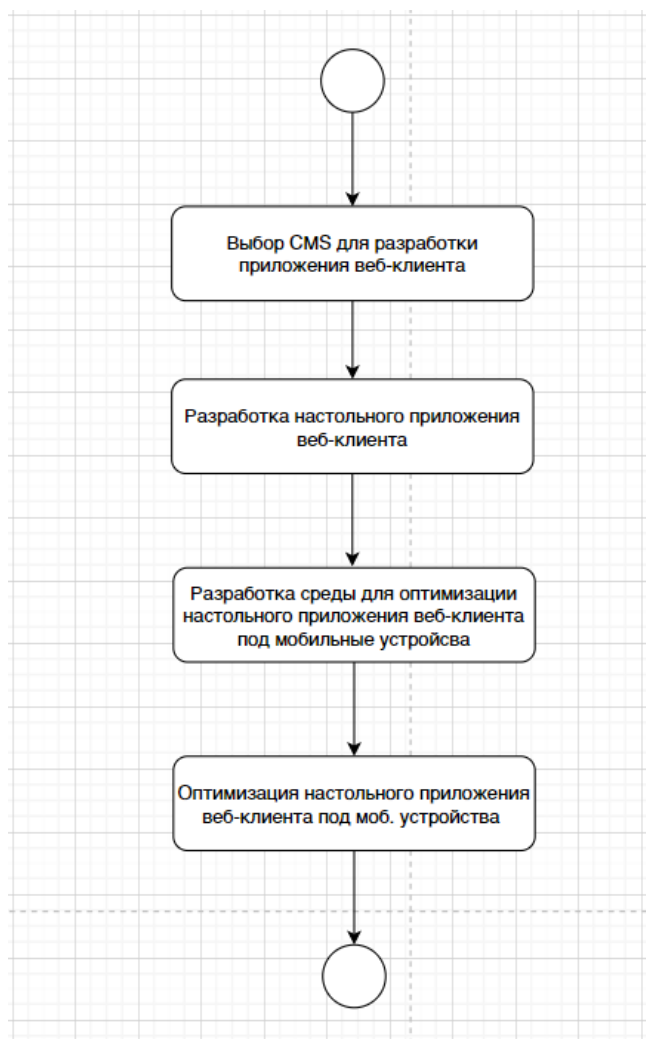 Выбор CMS для разработки
приложения веб-клиента
Разработка настольного приложения
веб-клиента
Разработка среды для оптимизации
настольного приложения веб-клиента
под мобильные устройсва
Оптимизация настольного приложения
веб-клиента под моб. устройства